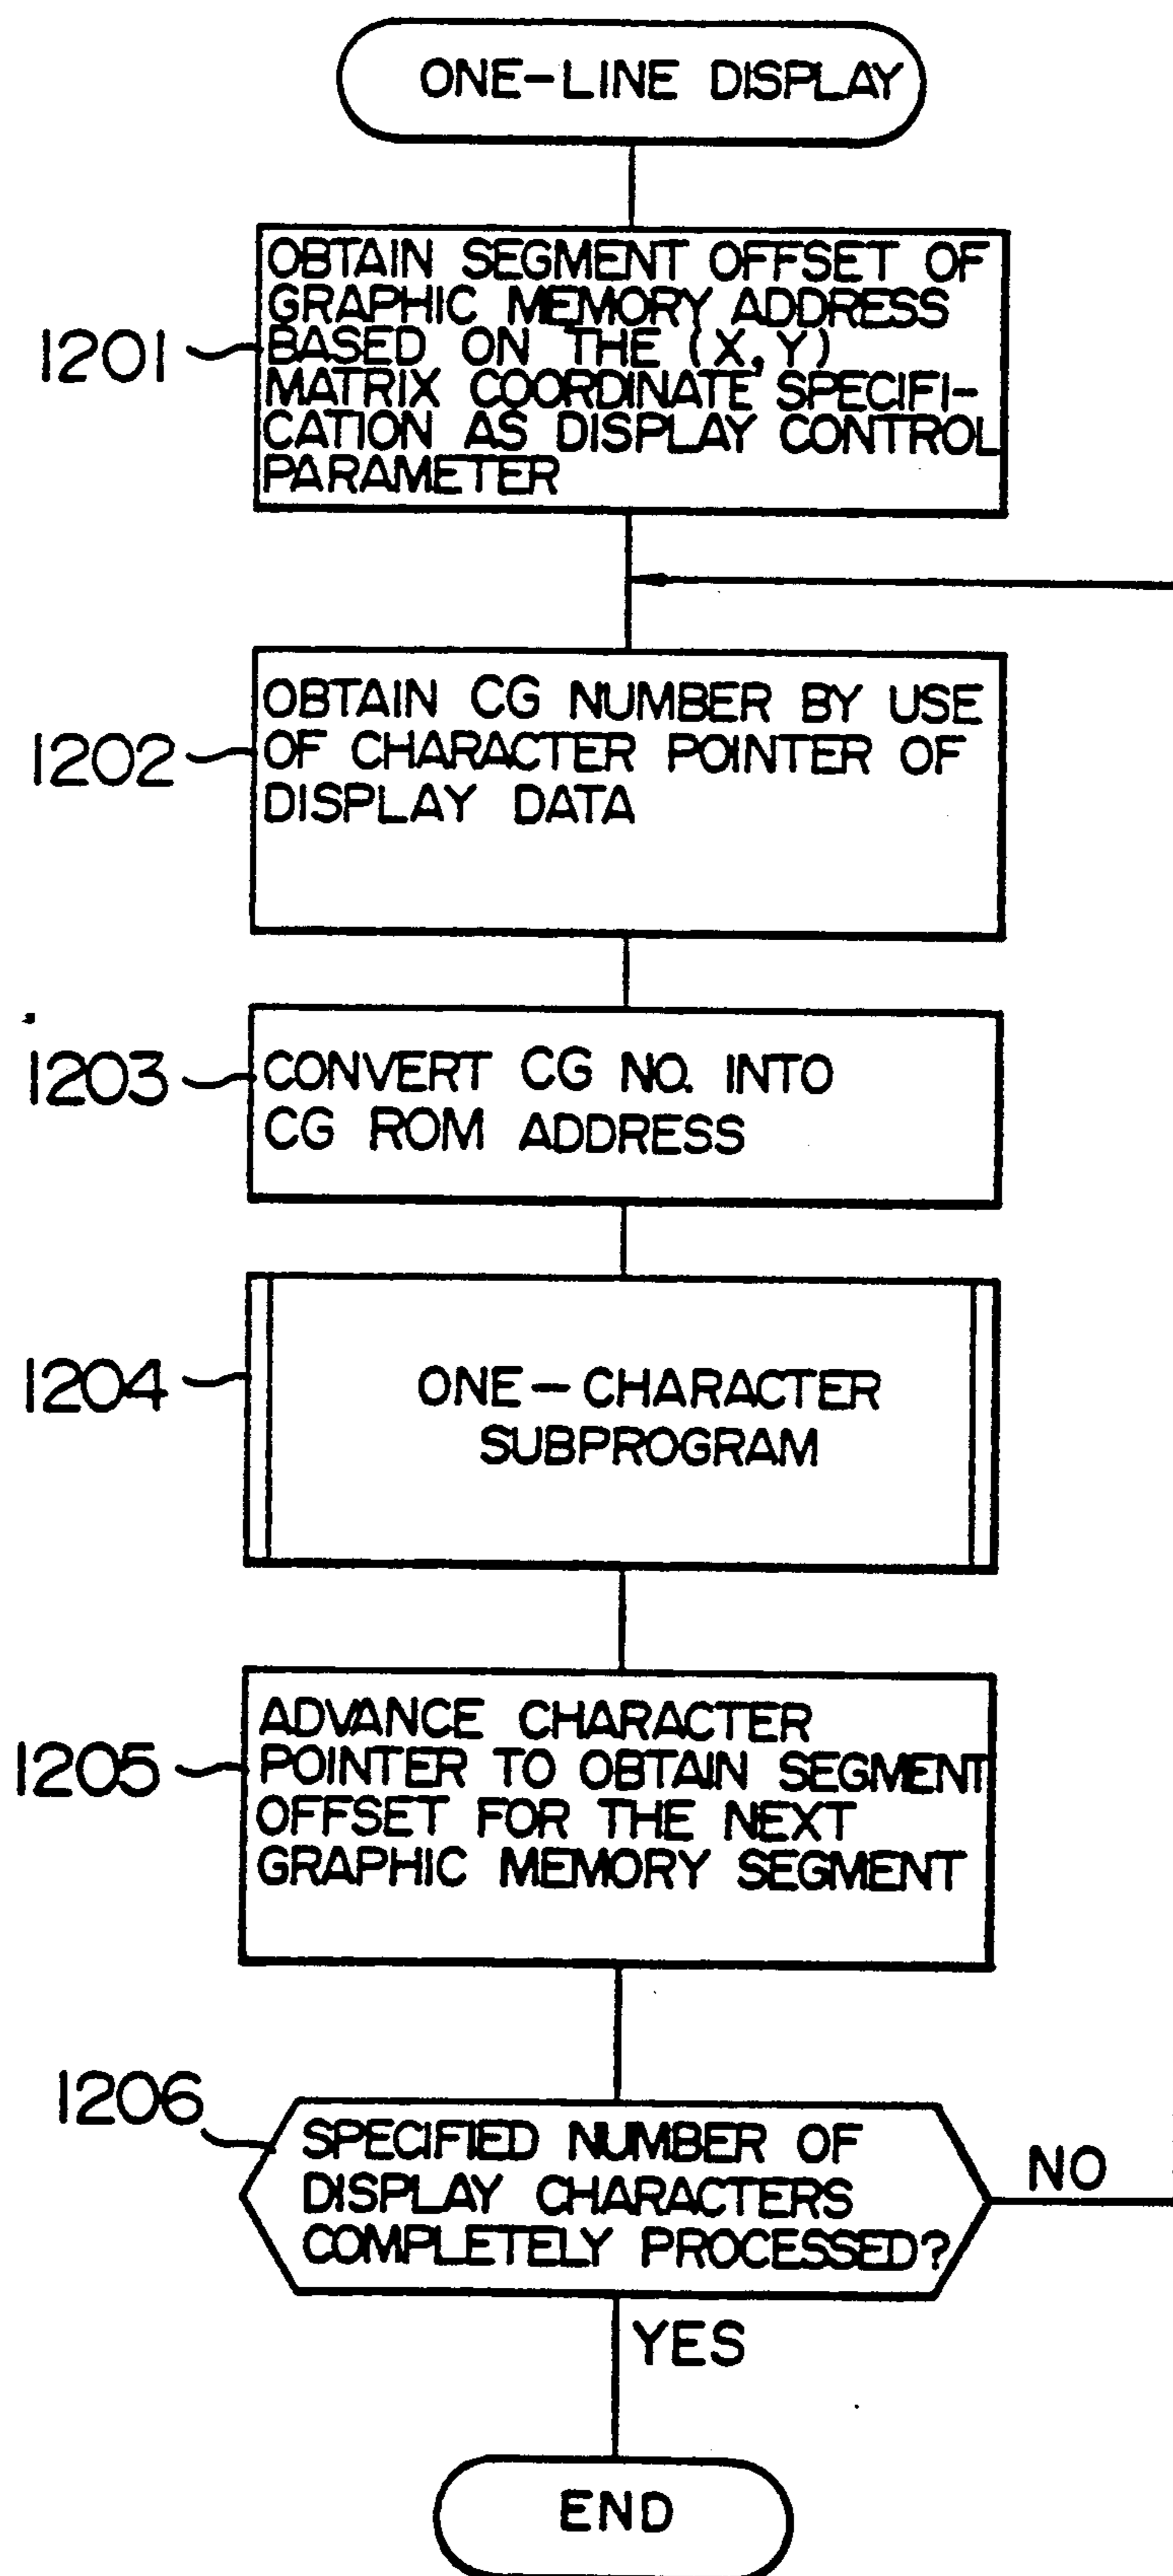 ONE-LINE DISPLAY
OBTAIN SEGMENT OFFSET OF
GRAPHIC MEMORY ADDRESS
1201
BASED ON THE (X,Y)
MATRIX COORDINATE SPECIFI-
CATION AS DISPLAY CONTROL
PARAMETER
OBTAIN CG NUMBER BY USE
1202
OF CHARACTER POINTER OF
DISPLAY DATA
1203
CONVERT CG NO. INTO
CG ROM ADDRESS
1204
ONE-CHARACTER
SUBPROGRAM
ADVANCE CHARACTER
1205
POINTER TO OBTAIN SEGMENT
OFFSET FOR THE NEXT
GRAPHIC MEMORY SEGMENT
1206
SPECIFIED NUMBER OF
DISPLAY CHARACTERS
COMPLETELY PROCESSED?
NO
YES
END